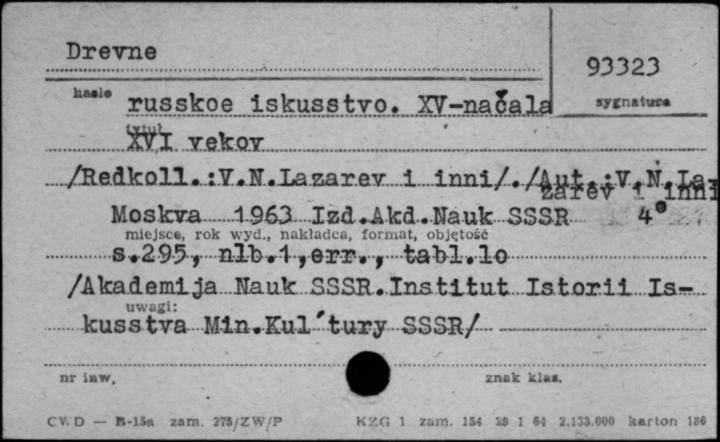 Drevne
93323
hasło
sygnatura
russkoe iskusstvo. XV-načala
tytuł
XVI vekov
/Redkoll.:V.N.Lazarev i inni/./Aut.:V.N.La-
zarev i inni
Moskva 1963 Izd.Akd.Nauk SSSR 4°
miejsce, rok wyd., nakładca, format, objętość
s.295, nlb.1,err., tabl.lo
/Akademija Nauk SSSR.Institut Istorii Is-
uwagi:
kusstva Min.Kul´tury SSSR/
nr inw. znak klas.
CWD — B-15a zam. 275/ZW/P KZG 1 zam. 154 29 1 64 2.133.000 karton 186